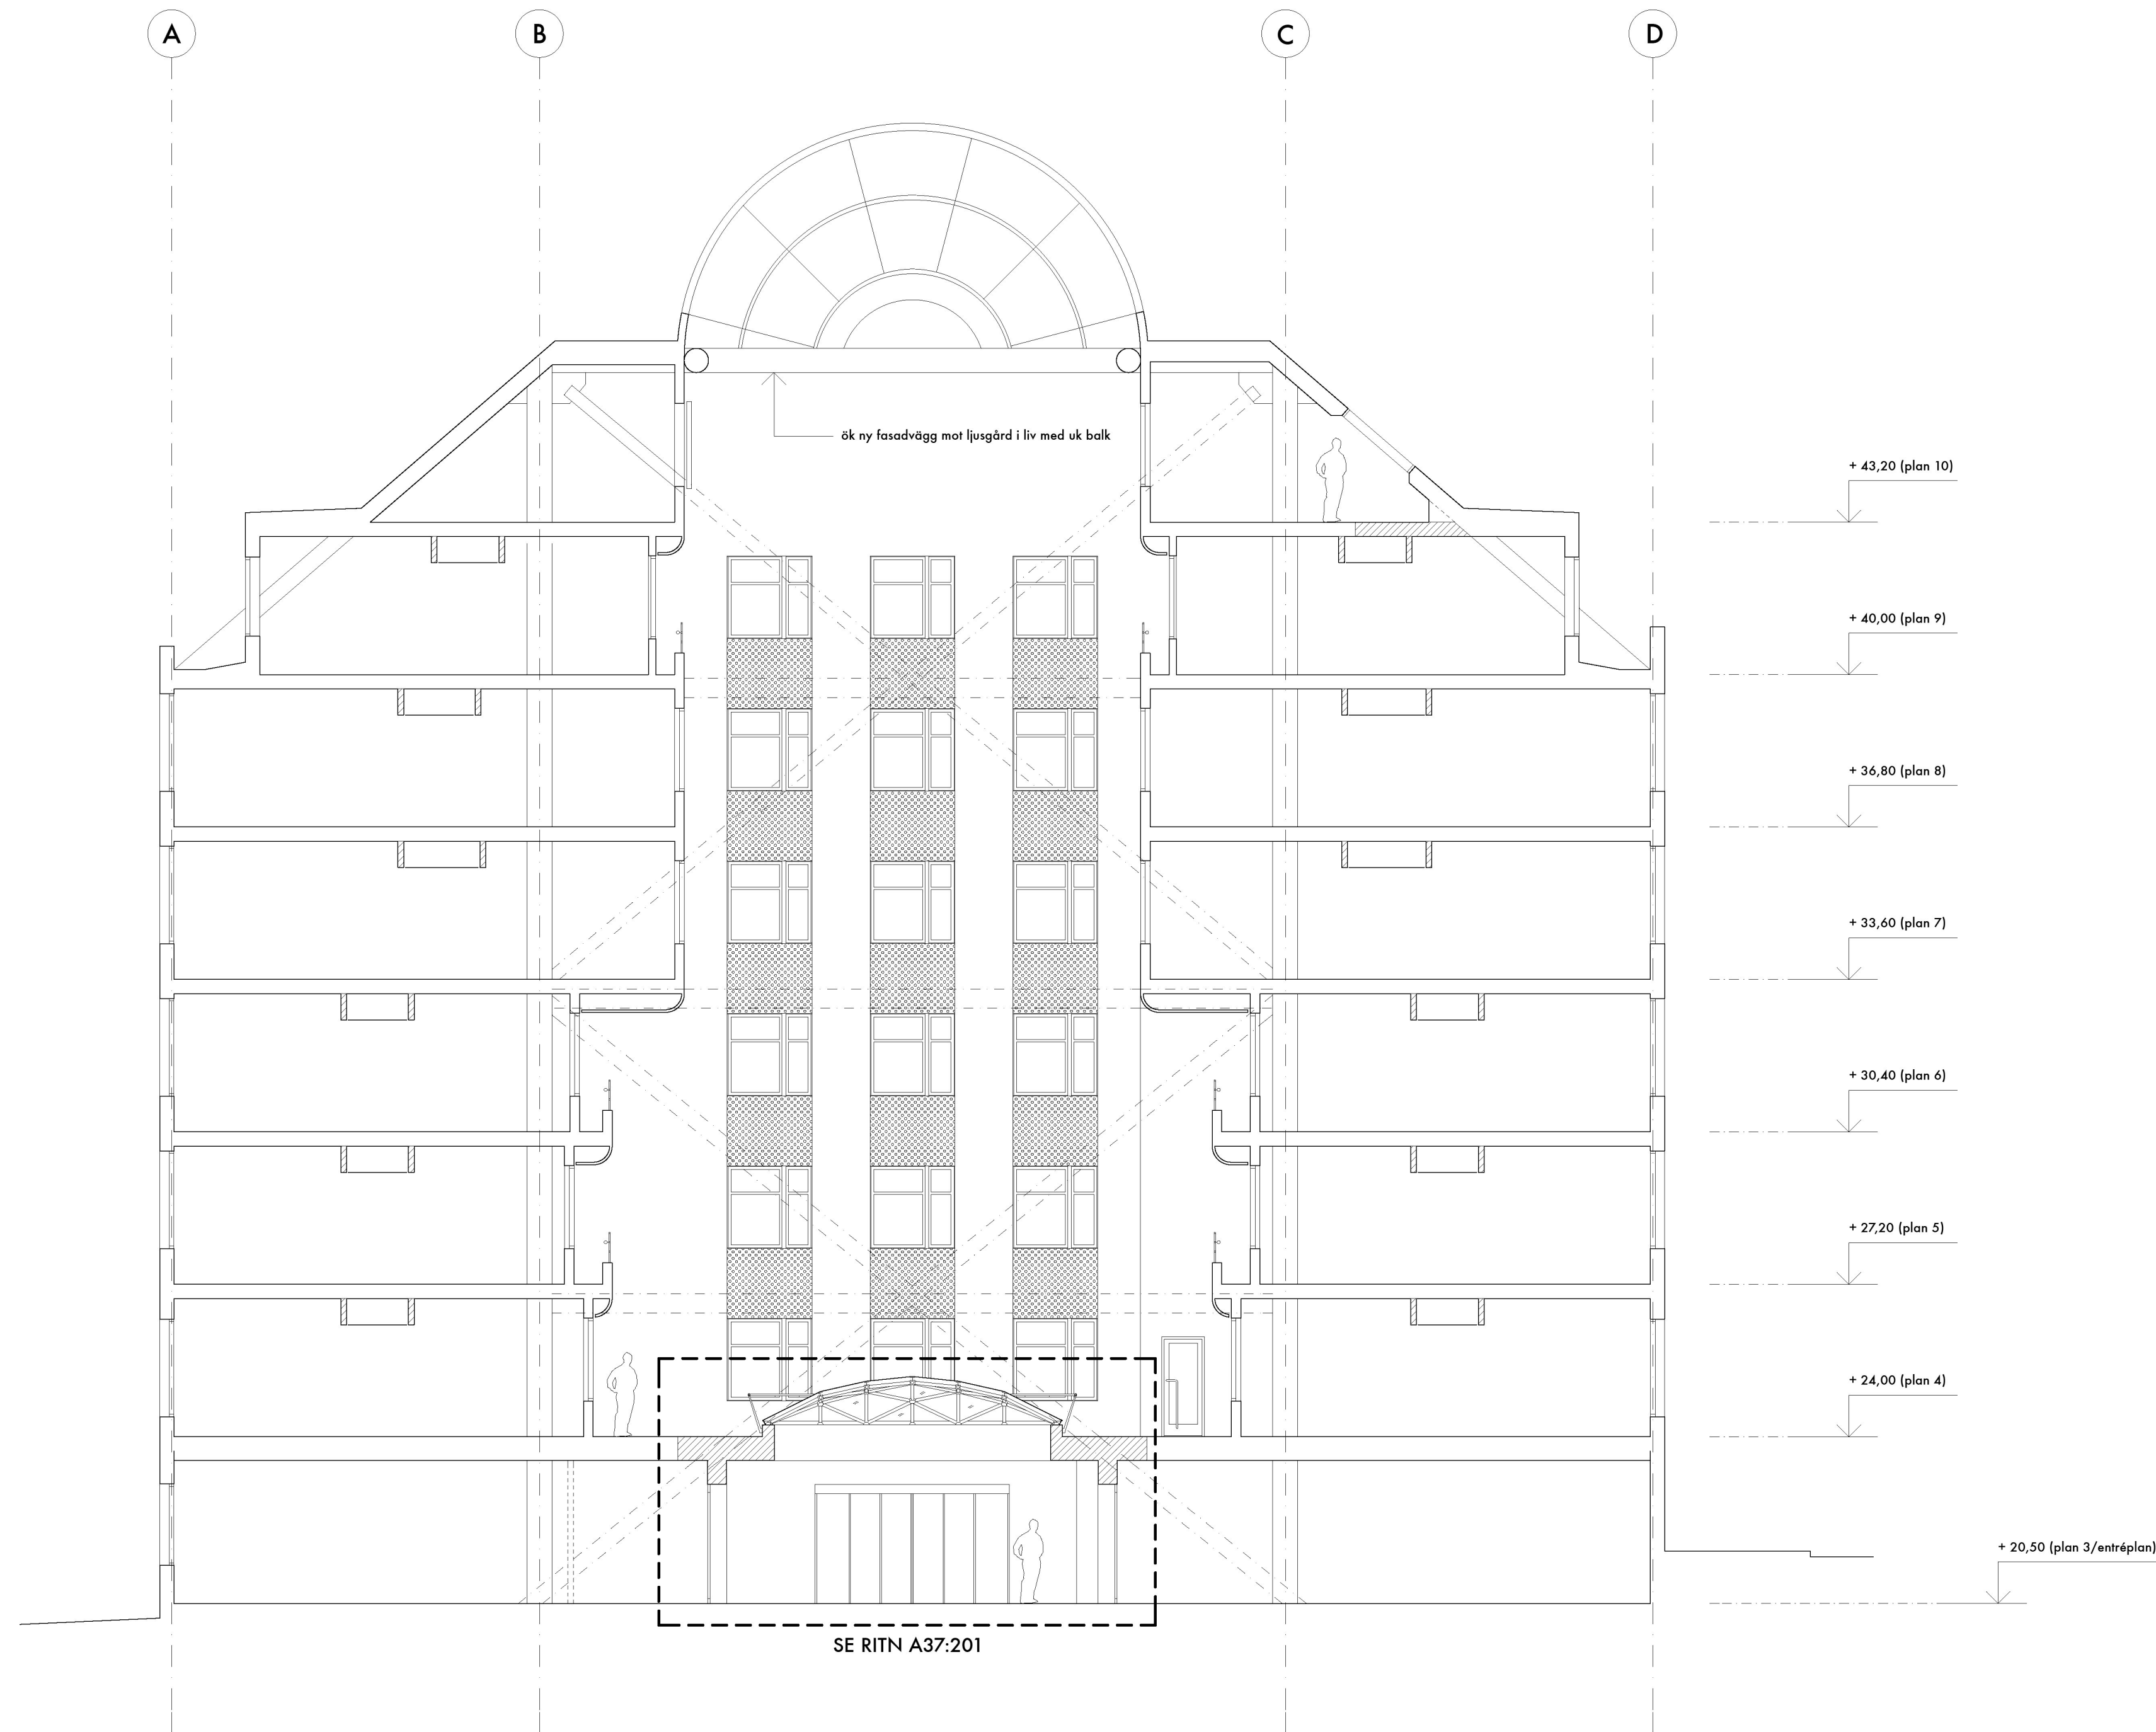 A
B
C
D
ök ny fasadvägg mot ljusgård i liv med uk balk
+ 43,20 (plan 10)
+ 40,00 (plan 9)
+ 36,80 (plan 8)
+ 33,60 (plan 7)
+ 30,40 (plan 6)
+ 27,20 (plan 5)
+ 24,00 (plan 4)
+ 20,50 (plan 3/entréplan)
SE RITN A37:201